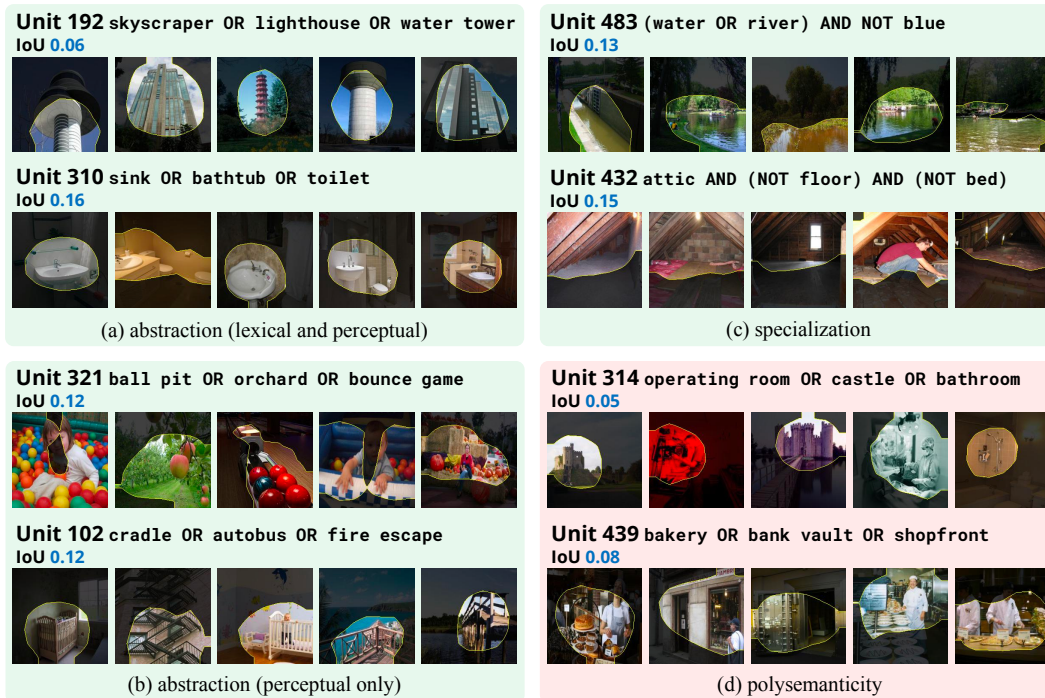 Unit 192 skyscraper OR lighthouse OR water tower
IoU 0.06
Unit 310 sink OR bathtub OR toilet
IoU 0.16
(a) abstraction (lexical and perceptual)
Unit 483 (water OR river) AND NOT blue
IoU 0.13
Unit 432 attic AND (NOT floor) AND (NOT bed)
IoU 0.15
(c) specialization
Unit 321 ball pit OR orchard OR bounce game
IoU 0.12
Unit 102 cradle OR autobus OR fire escape
IoU 0.12
(b) abstraction (perceptual only)
Unit 314 operating room OR castle OR bathroom
IoU 0.05
Unit 439 bakery OR bank vault OR shopfront
IoU 0.08
(d) polysemanticity